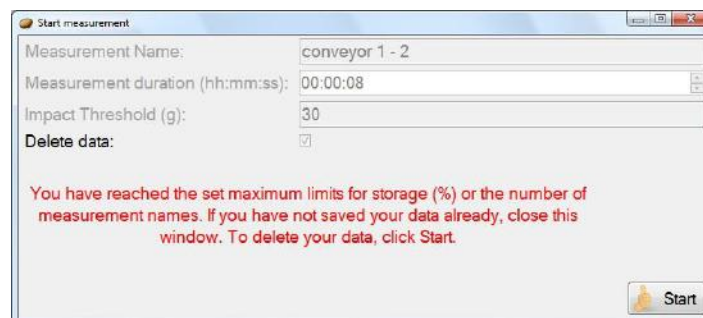 Start measurement
Measurement Name: conveyor 1 - 2
Measurement duration (hh:mm:ss): 00:00:08
Impact Threshold (g): 30
Delete data:
You have reached the set maximum limits for storage (%) or the number of
measurement names. If you have not saved your data already, close this
window. To delete your data, click Start.
Start